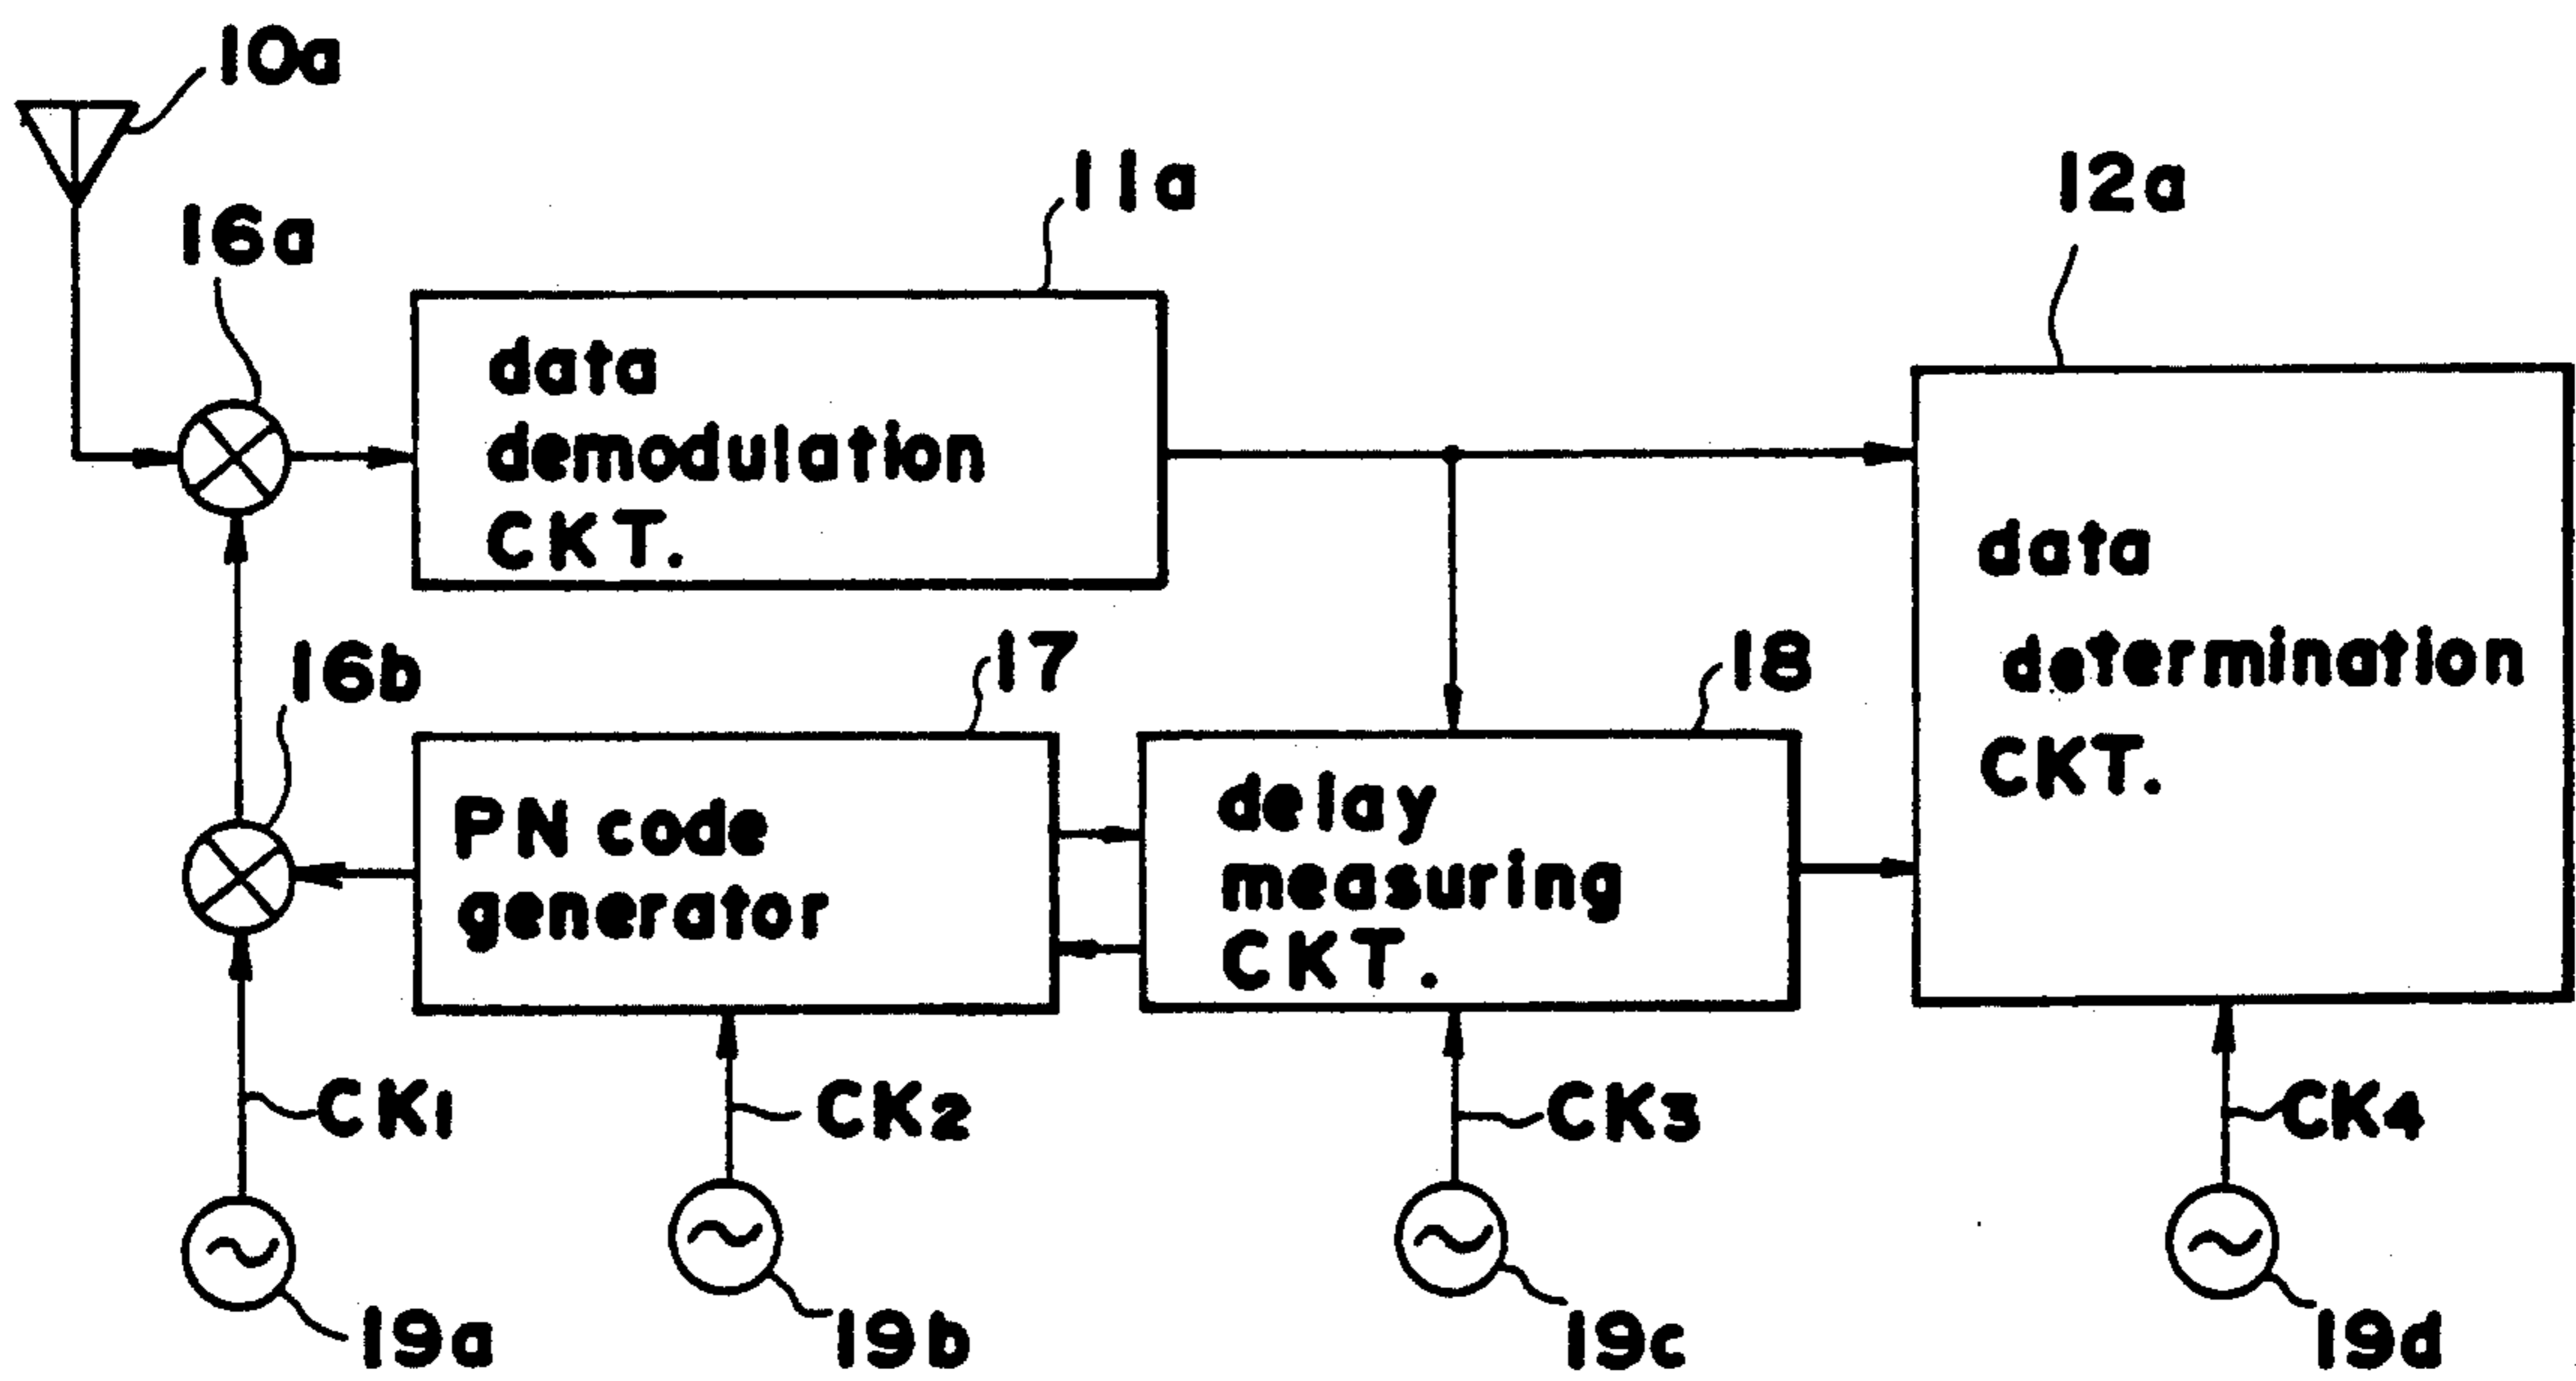 10a
16a
11a
12a
data
demodulation
CKT.
data
determination
CKT.
16b
17
18
PN code
generator
delay
measuring
CKT.
CK1
CK2
CK3
CK4
19a
19b
19c
19d